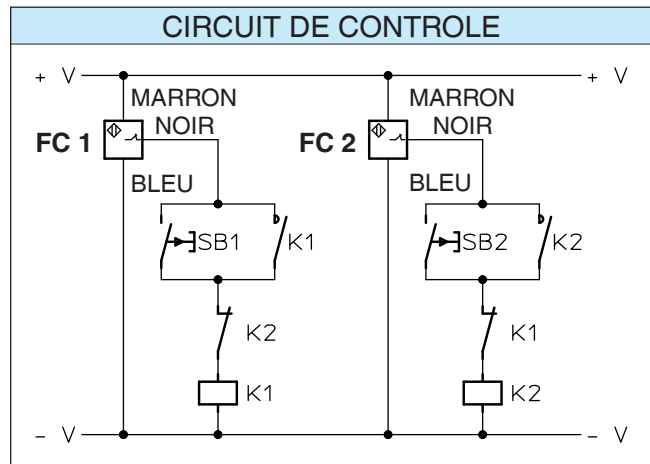 CIRCUIT DE CONTROLE
+ V + V
MARRON MARRON
NOIR NOIR
FC 1 FC 2
BLEU BLEU
SB1 K1 SB2 K2
K2 K1
K1 K2
- V - V